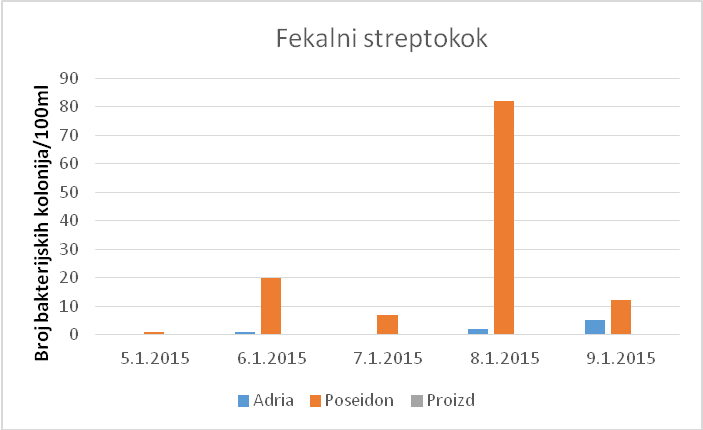 Fekalni streptokok
Broj bakterijskih kolonija/100ml
90
80
70
60
50
40
30
20
10
0
5.1.2015 6.1.2015 7.1.2015 8.1.2015 9.1.2015
Adria Poseidon Proizd